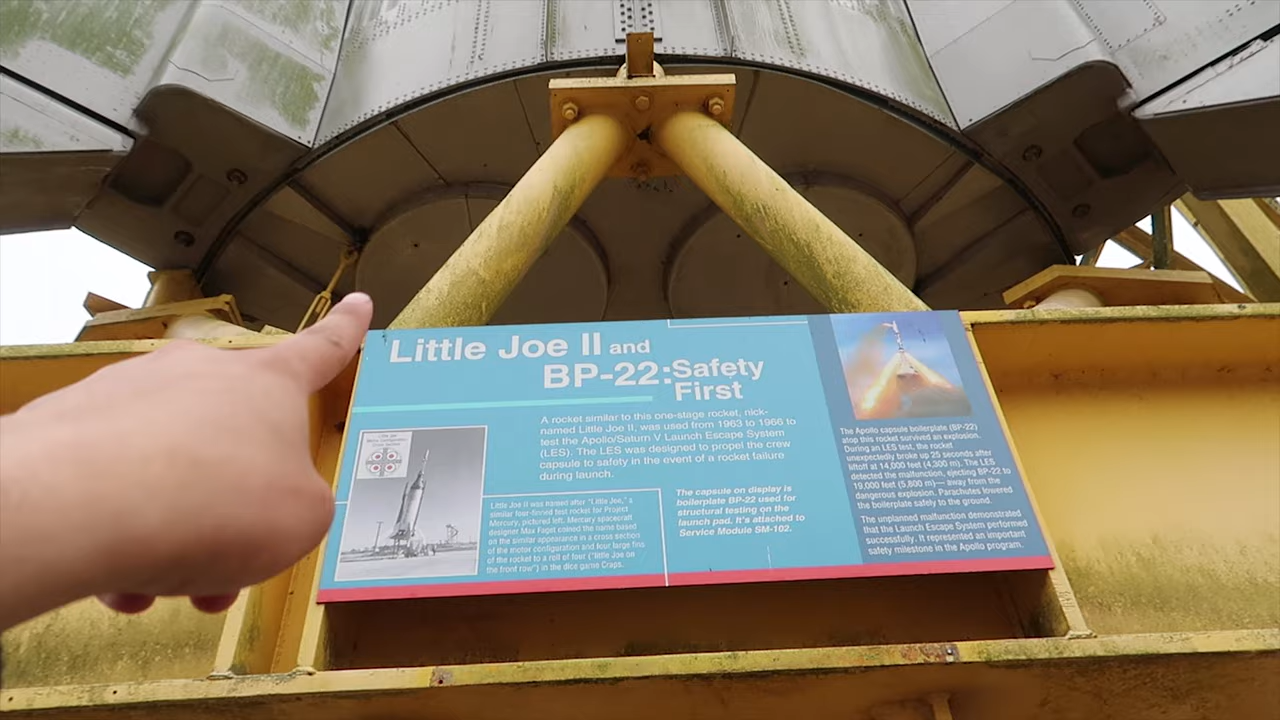 Little Joe II and
BP-22: Safety
First
A rocket similar to this one-stage rocket, nick-
named Little Joe II, was used from 1963 to 1966 to
test the Apollo/Saturn V Launch Escape System
(LES). The LES was designed to propel the crew
capsule to safety in the event of a rocket failure
during launch.
Little Joe II was named after "Little Joe," a
similar four-finned test rocket for Project
Mercury, pictured left. Mercury spacecraft
designer Max Faget coined the name based
on the similar appearance in a cross section
of the motor configuration and four large fins
of the rocket to a roll of four ("little Joe on
the front row") in the dice game Craps.
The capsule on display is
boilerplate BP-22 used for
structural testing on the
launch pad. It's attached to
Service Module SM-102.
The Apollo capsule boilerplate (BP-22)
atop this rocket survived an explosion.
During an LES test, the rocket
unexpectedly broke up 25 seconds after
liftoff at 14,000 feet (4,300 m). The LES
detected the malfunction, ejecting BP-22 to
19,000 feet (5,800 m)— away from the
dangerous explosion. Parachutes lowered
the boilerplate safely to the ground.
The unplanned malfunction demonstrated
that the Launch Escape System performed
successfully. It represented an important
safety milestone in the Apollo program.